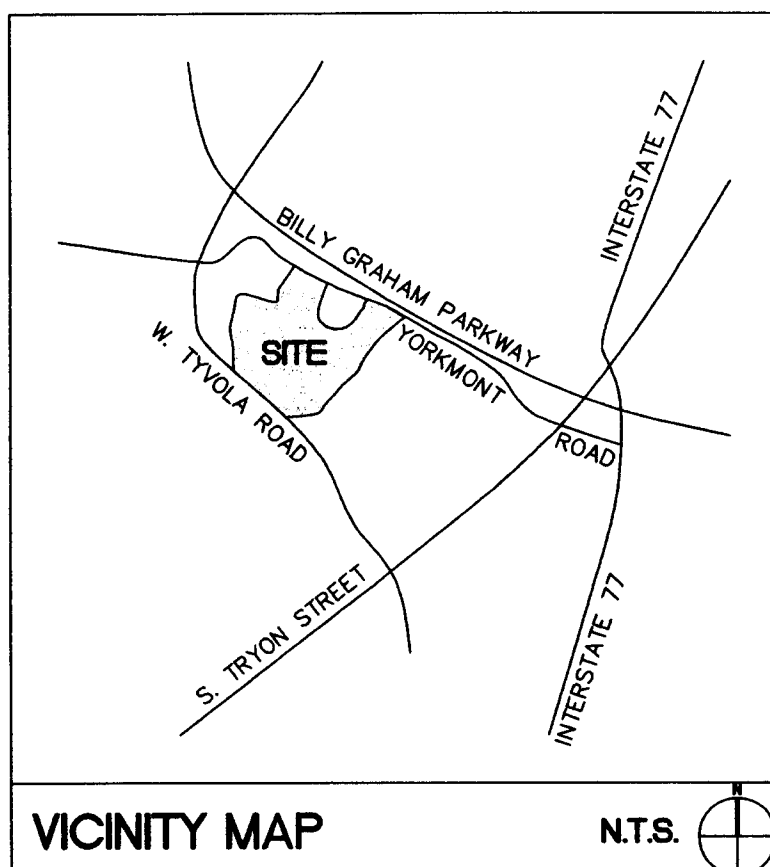 INTERSTATE 77
BILLY GRAHAM PARKWAY
YORKMONT
ROAD
SITE
W. TYVOLA ROAD
S. TRYON STREET
INTERSTATE 77
VICINITY MAP
N.T.S.
N